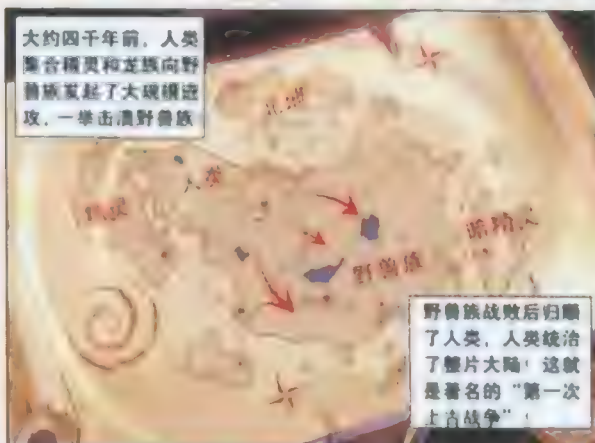 大约四千年前，人类
集合精灵和龙族向野
兽族发起了大规模进
攻，一举击溃野兽族
人类
精灵
野兽族
野兽族战败后归顺
了人类，人类统治
了整片大陆！这就
是著名的“第一次
上古战争”！